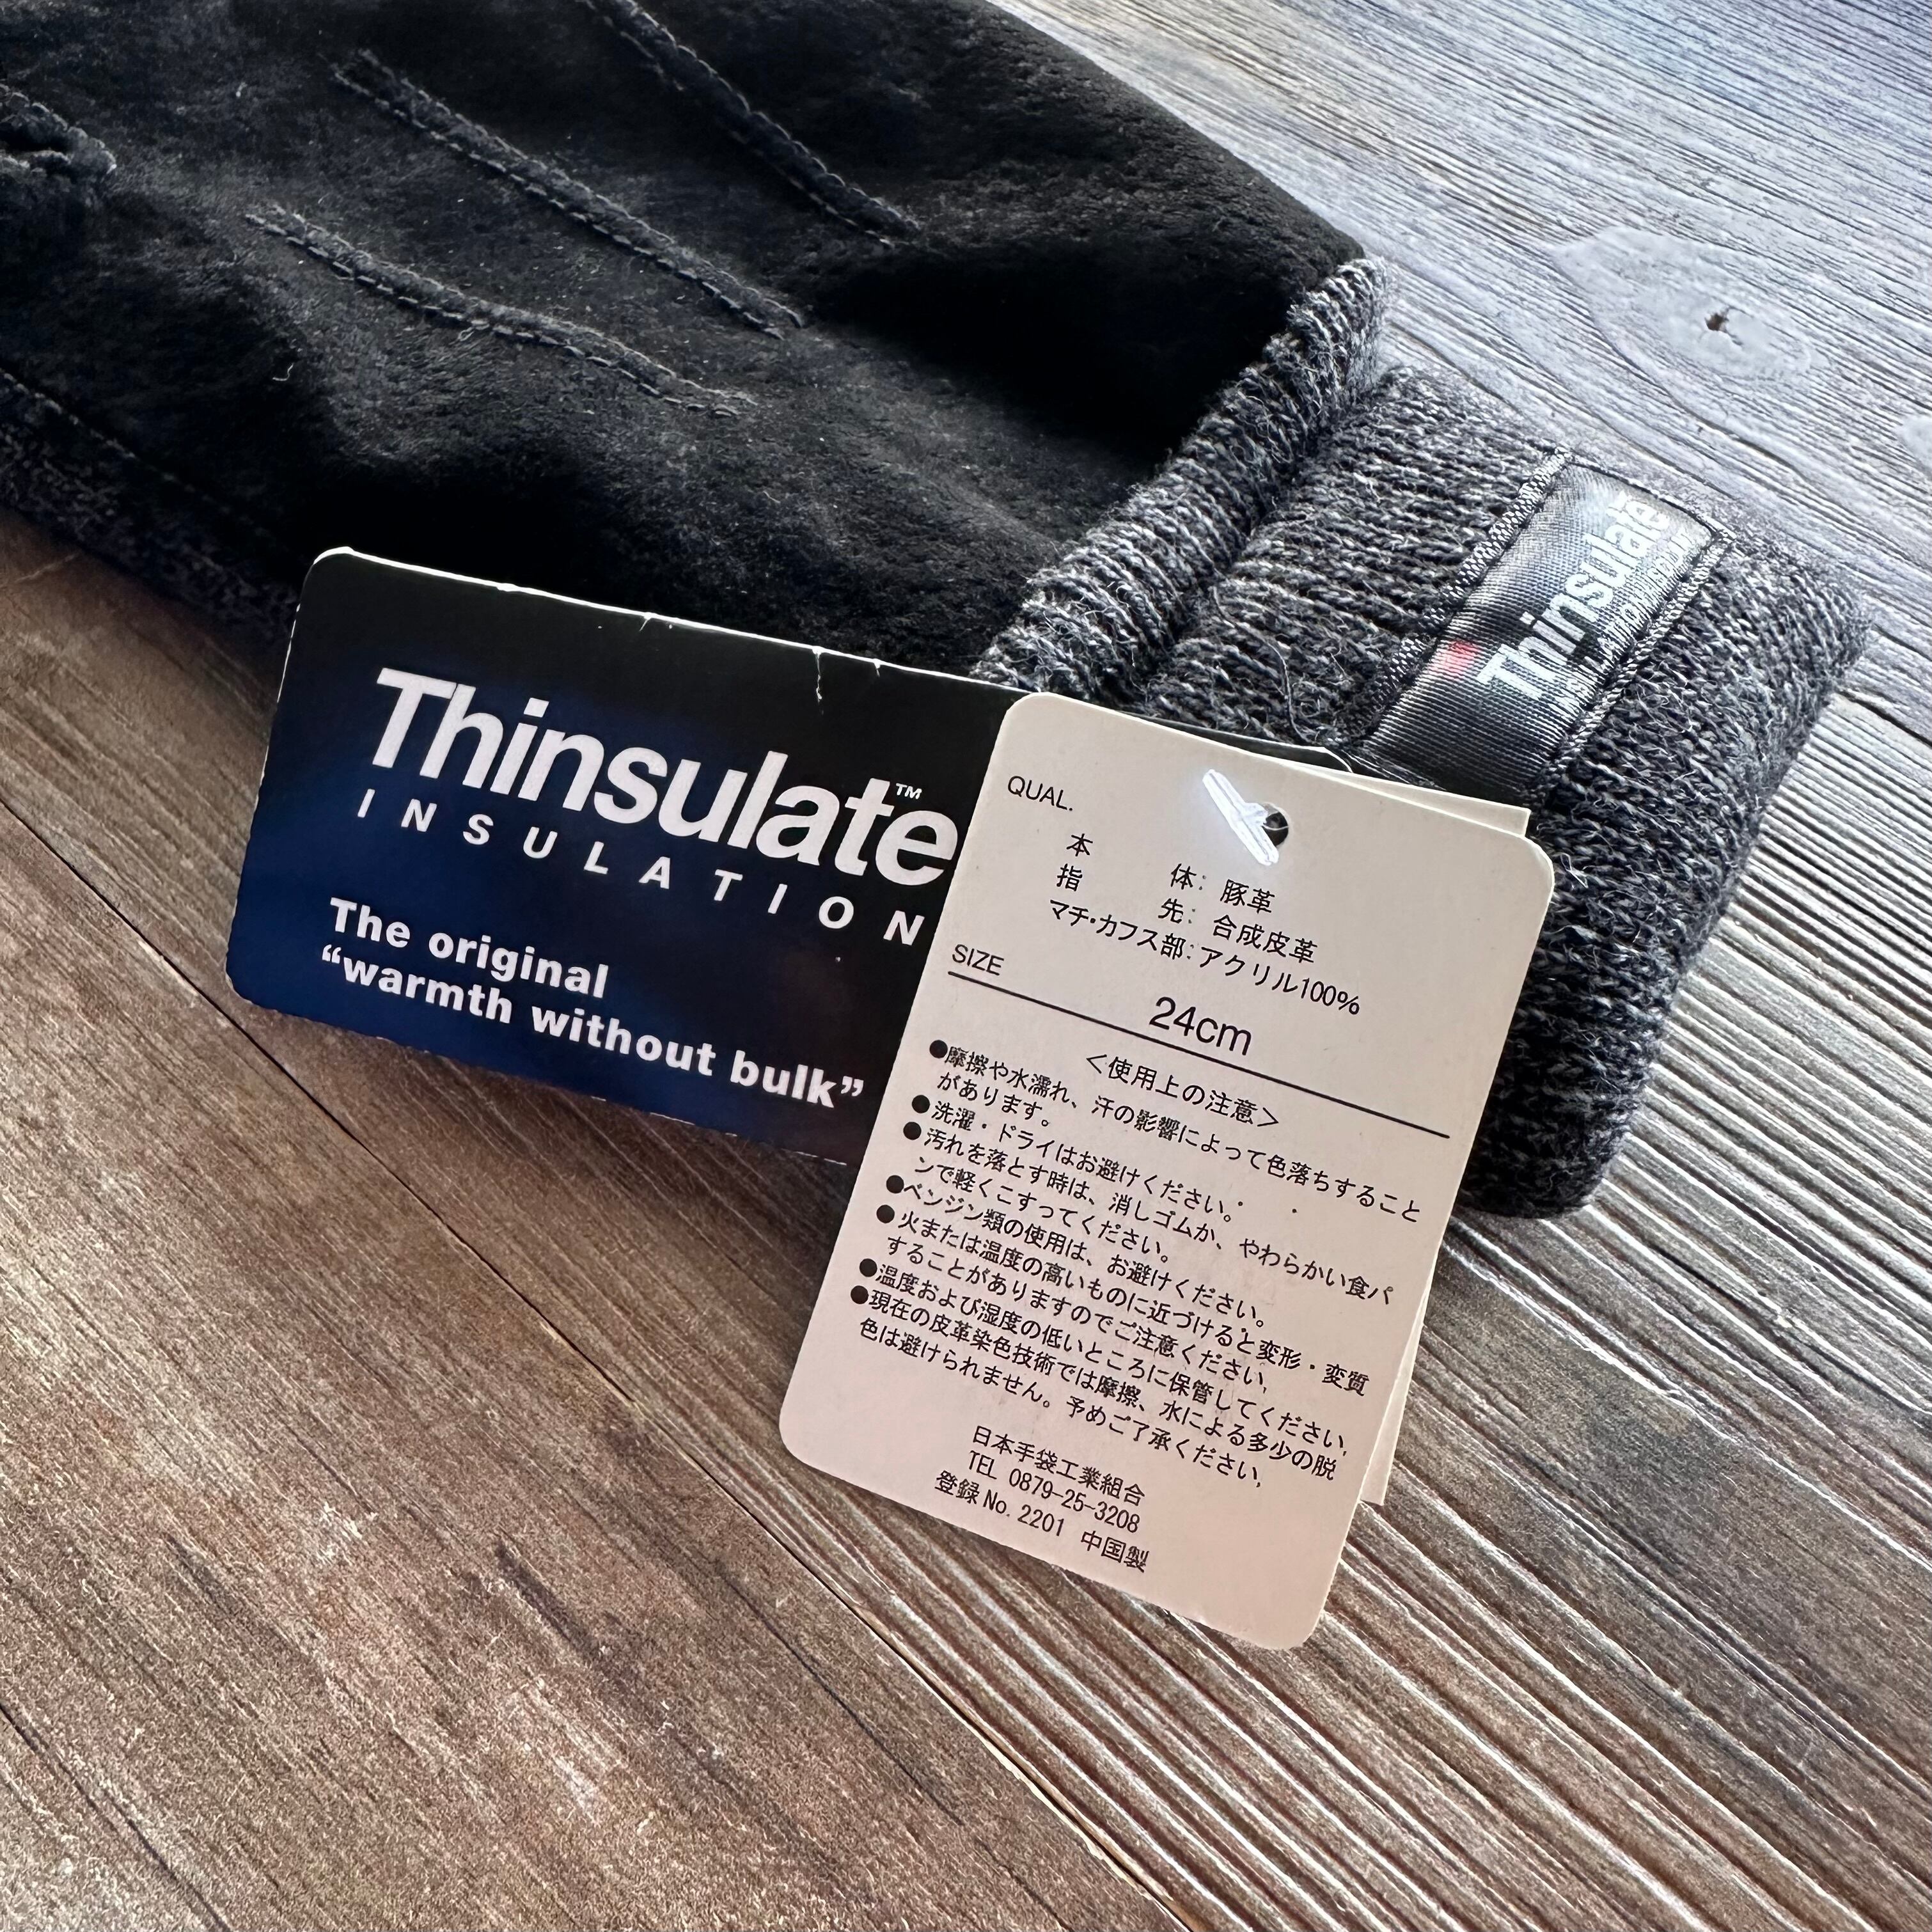 Thinsulate™
INSULATION
The original
“warmth without bulk”
Thinsulate
QUAL.
本　　体：豚革
指　　先：合成皮革
マチ・カフス部：アクリル100%
SIZE
24cm
＜使用上の注意＞
●摩擦や水濡れ、汗の影響によって色落ちすること
があります。
●洗濯・ドライはお避けください。
●汚れを落とす時は、消しゴムか、やわらかい食パ
ンで軽くこすってください。
●ベンジン類の使用は、お避けください。
●火または温度の高いものに近づけると変形・変質
することがありますのでご注意ください。
●温度および湿度の低いところに保管してください。
●現在の皮革染色技術では摩擦、水による多少の脱
色は避けられません。予めご了承ください。
日本手袋工業組合
TEL 0879-25-3208
登録 No. 2201 中国製